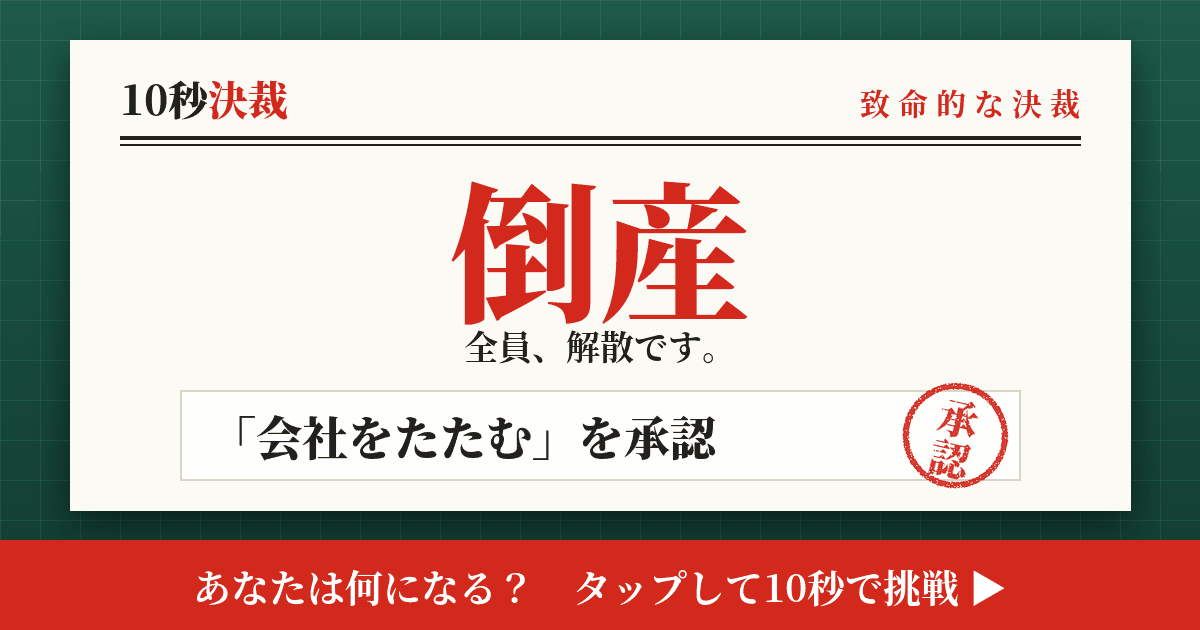 10秒決裁
致命的な決裁
倒産
全員、解散です。
「会社をたたむ」を承認
承認
あなたは何になる？　タップして10秒で挑戦 ▶